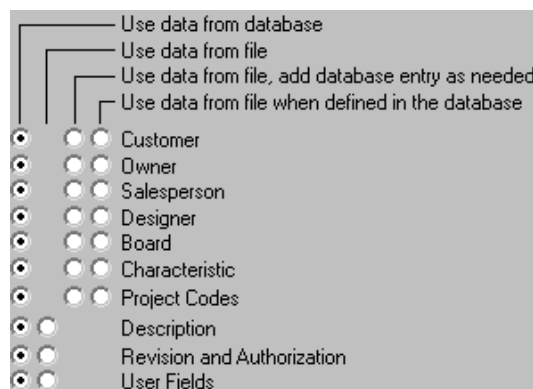 Use data from database
Use data from file
Use data from file, add database entry as needed
Use data from file when defined in the database
Customer
Owner
Salesperson
Designer
Board
Characteristic
Project Codes
Description
Revision and Authorization
User Fields